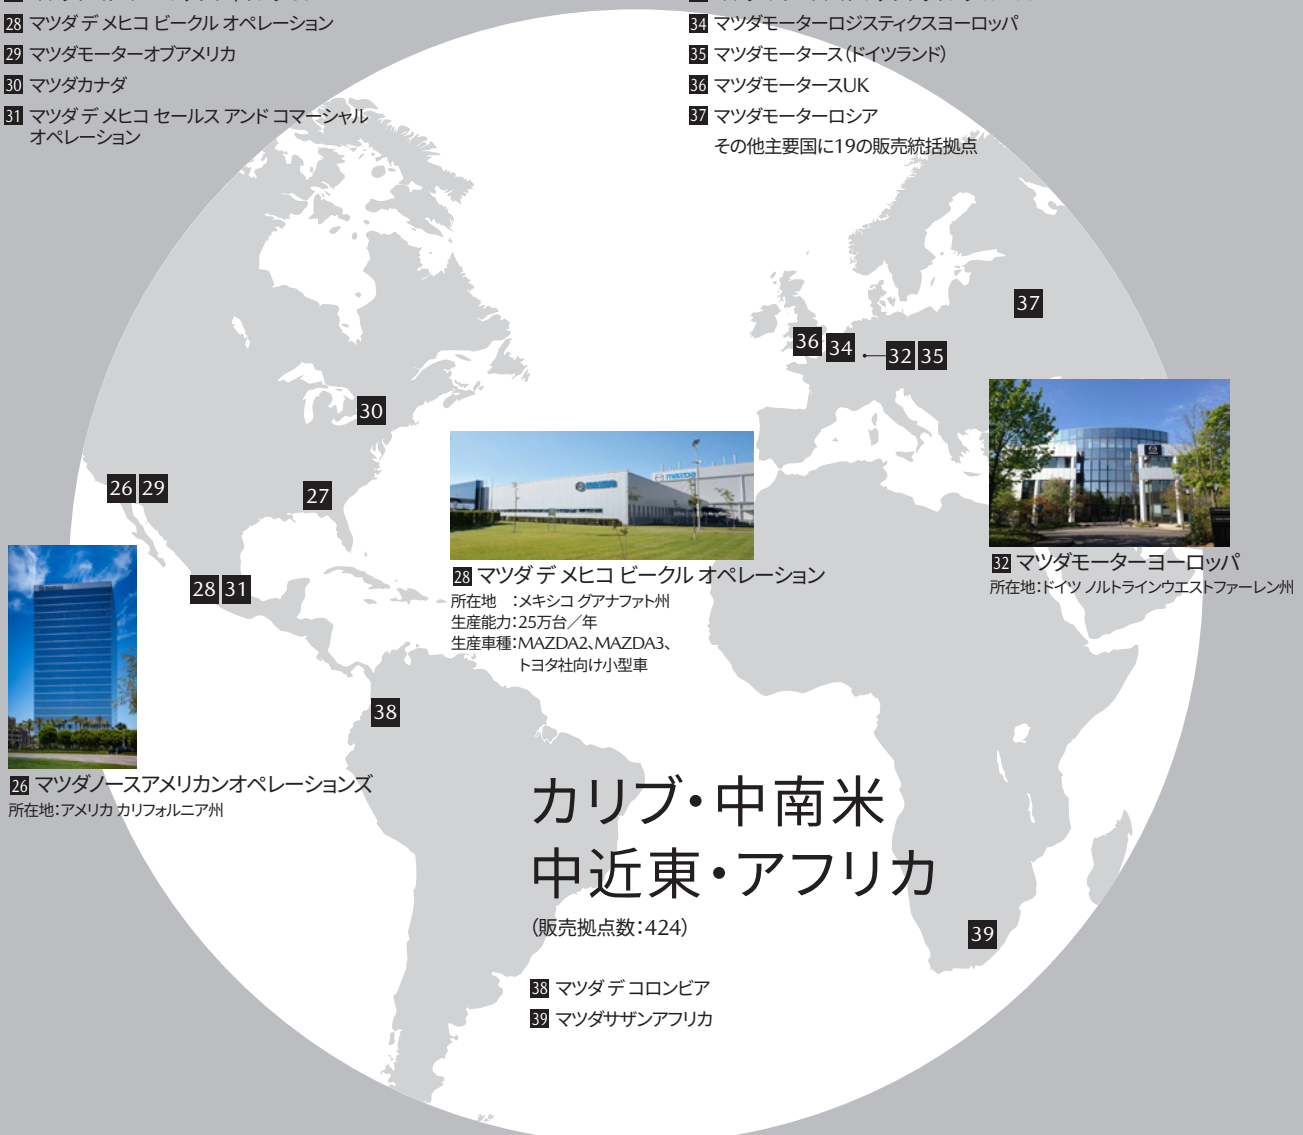 28 マツダ デ メヒコ ビークル オペレーション
29 マツダモーターオブアメリカ
30 マツダカナダ
31 マツダ デ メヒコ セールス アンド コマーシャル
オペレーション
34 マツダモーターロジスティクスヨーロッパ
35 マツダモータース(ドイツランド)
36 マツダモータースUK
37 マツダモーターロシア
その他主要国に19の販売統括拠点
37
36
34
32 35
30
26 29
27
28 31
38
39
mazda
28 マツダ デ メヒコ ビークル オペレーション
所在地 :メキシコ グアナファト州
生産能力:25万台/年
生産車種:MAZDA2、MAZDA3、
トヨタ社向け小型車
32 マツダモーターヨーロッパ
所在地:ドイツ ノルトラインウエストファーレン州
26 マツダノースアメリカンオペレーションズ
所在地:アメリカ カリフォルニア州
カリブ・中南米
中近東・アフリカ
(販売拠点数:424)
38 マツダ デ コロンビア
39 マツダサザンアフリカ